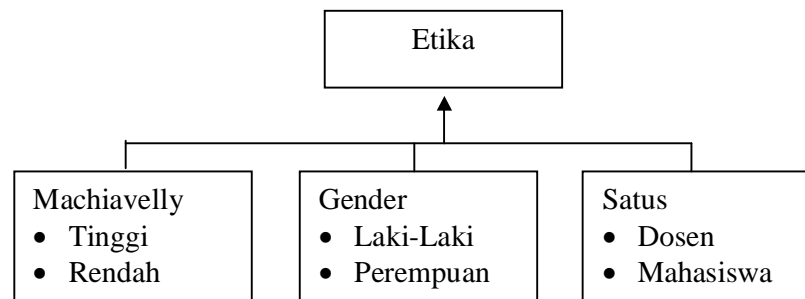 Etika
Machiavelly
• Tinggi
• Rendah
Gender
• Laki-Laki
• Perempuan
Satus
• Dosen
• Mahasiswa